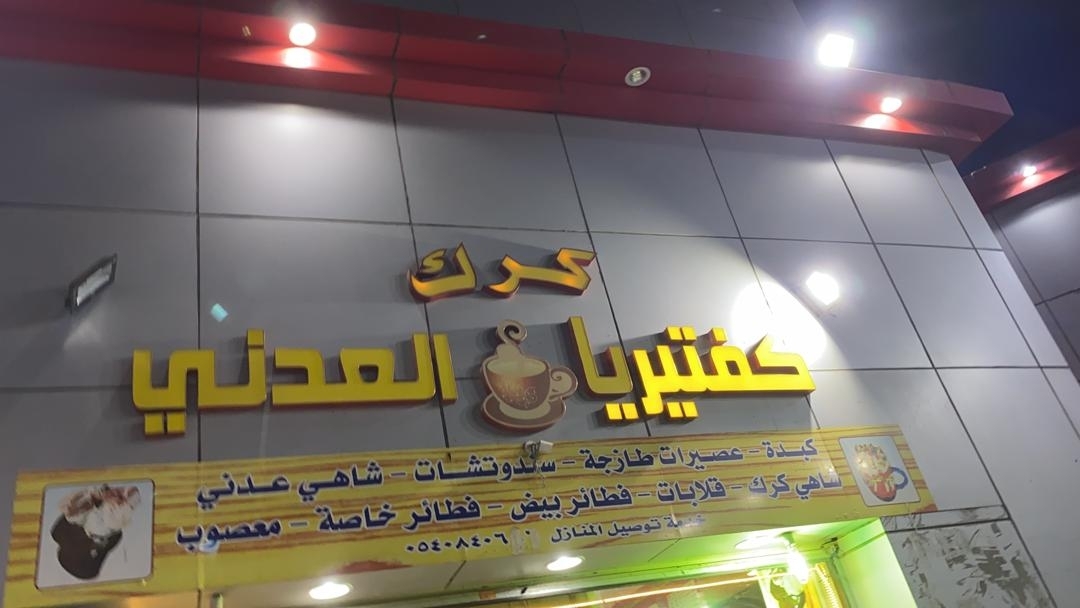 كرك
كفتيريا العدني
كبدة - عصيرات طازجة - سندوتشات - شاهي عدني
شاهي كرك - قلابات - فطائر بيض - فطائر خاصة - معصوب
خدمة توصيل المنازل